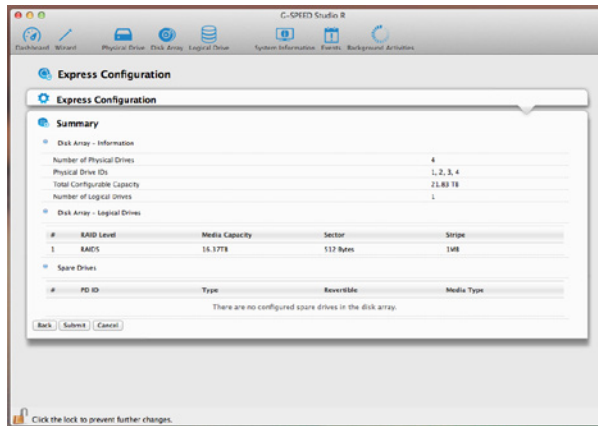 G-SPEED Studio R
Dashboard Wizard Physical Drive Disk Array Logical Drive System Information Events Background Activities
Express Configuration
Express Configuration
Summary
Disk Array - Information
Number of Physical Drives 4
Physical Drive IDs 1, 2, 3, 4
Total Configurable Capacity 21.83 TB
Number of Logical Drives 1
Disk Array - Logical Drives
# RAID Level Media Capacity Sector Stripe
1 RAID5 16.37TB 512 Bytes 1MB
Spare Drives
# PD ID Type Revertible Media Type
There are no configured spare drives in the disk array.
Back Submit Cancel
Click the lock to prevent further changes.